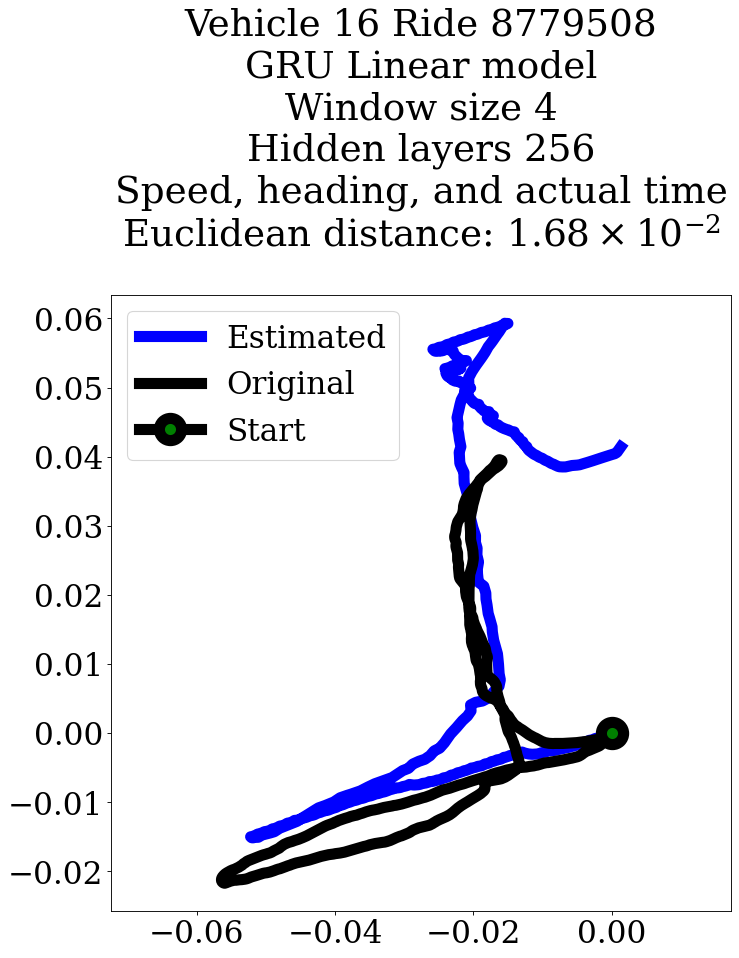 Vehicle 16 Ride 8779508
GRU Linear model
Window size 4
Hidden layers 256
Speed, heading, and actual time
Euclidean distance: 1.68 × 10⁻²
Estimated
Original
Start
0.06
0.05
0.04
0.03
0.02
0.01
0.00
−0.01
−0.02
−0.06 −0.04 −0.02 0.00